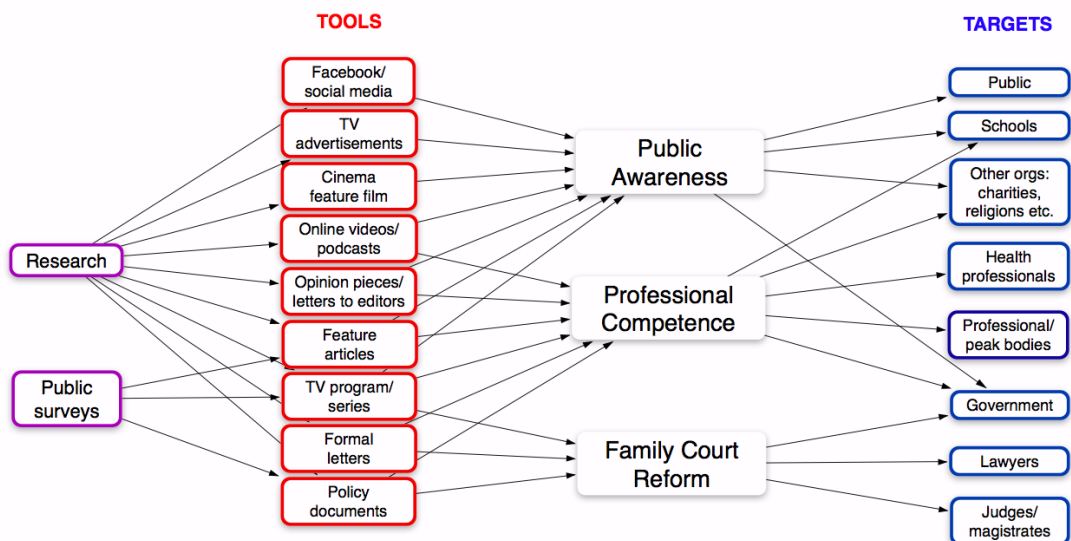 TOOLS
TARGETS
Research
Public
surveys
Facebook/
social media
TV
advertisements
Cinema
feature film
Online videos/
podcasts
Opinion pieces/
letters to editors
Feature
articles
TV program/
series
Formal
letters
Policy
documents
Public
Awareness
Professional
Competence
Family Court
Reform
Public
Schools
Other orgs:
charities,
religions etc.
Health
professionals
Professional/
peak bodies
Government
Lawyers
Judges/
magistrates